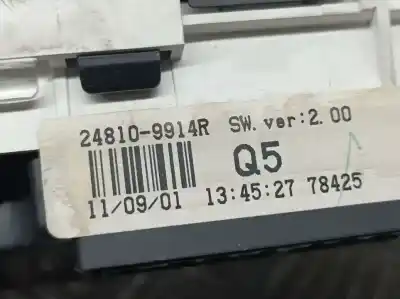 24810-9914R SW. ver:2.00
Q5
11/09/01 13:45:27 78425